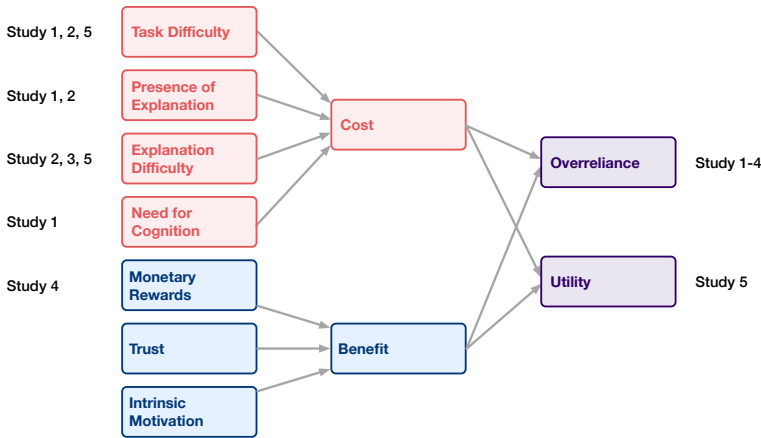 Study 1, 2, 5
Task Difficulty
Study 1, 2
Presence of
Explanation
Cost
Study 2, 3, 5
Explanation
Difficulty
Overreliance
Study 1-4
Study 1
Need for
Cognition
Study 4
Monetary
Rewards
Utility
Study 5
Trust
Benefit
Intrinsic
Motivation